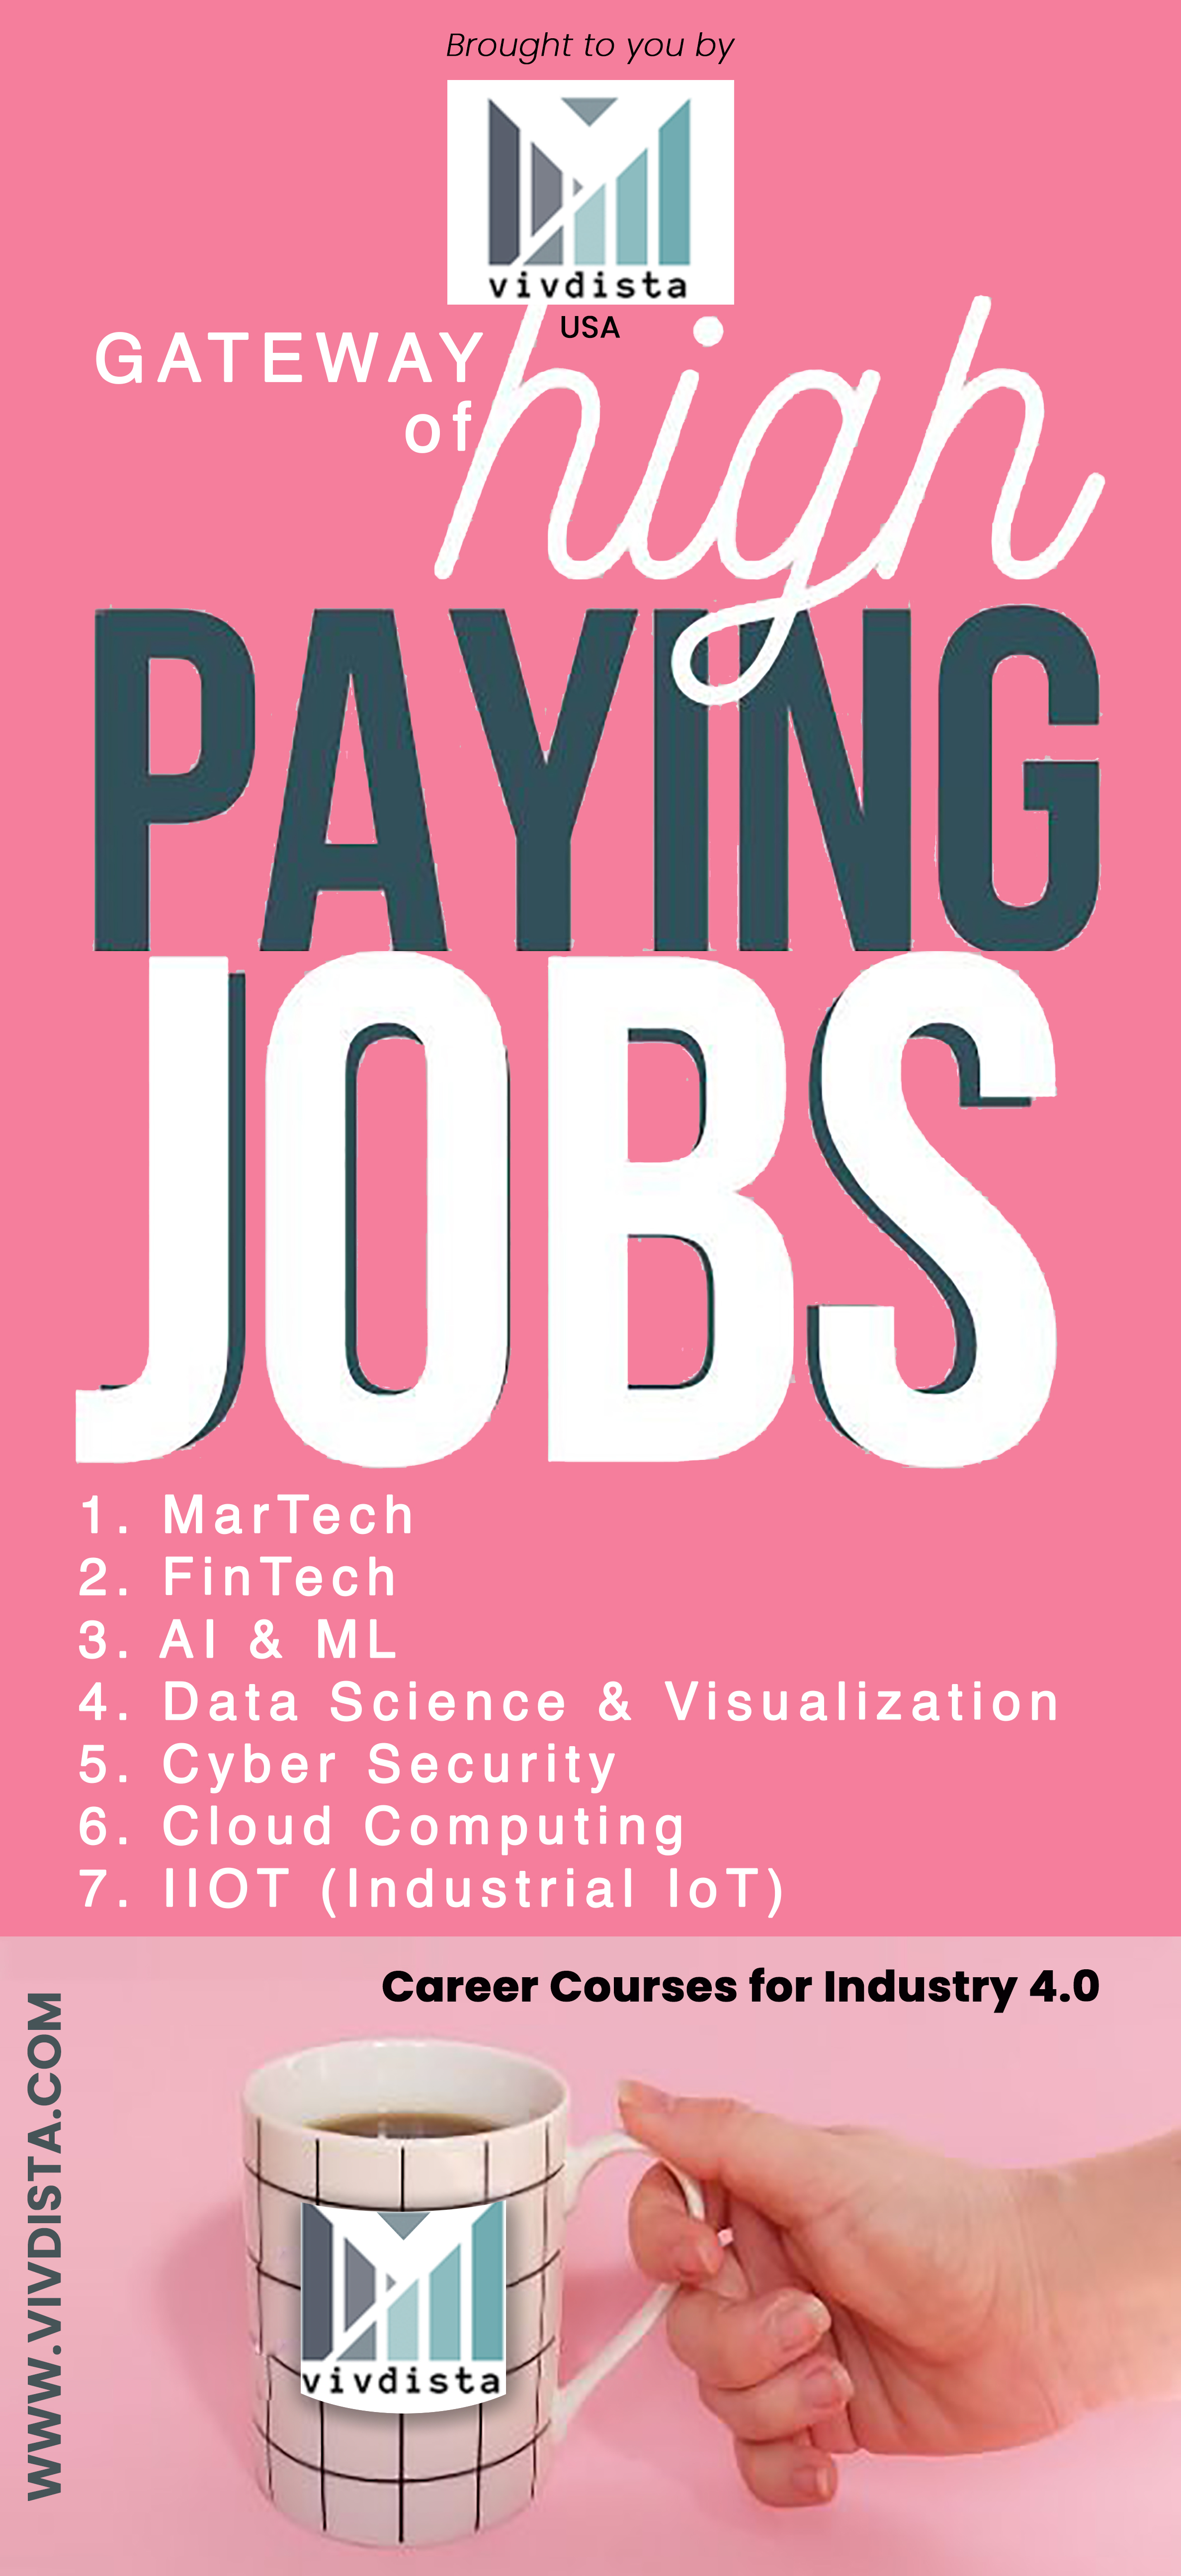 Brought to you by
vivdista
USA
GATEWAY
of
high
PAYING
JOBS
1. MarTech
2. FinTech
3. AI & ML
4. Data Science & Visualization
5. Cyber Security
6. Cloud Computing
7. IIOT (Industrial IoT)
Career Courses for Industry 4.0
WWW.VIVDISTA.COM
vivdista